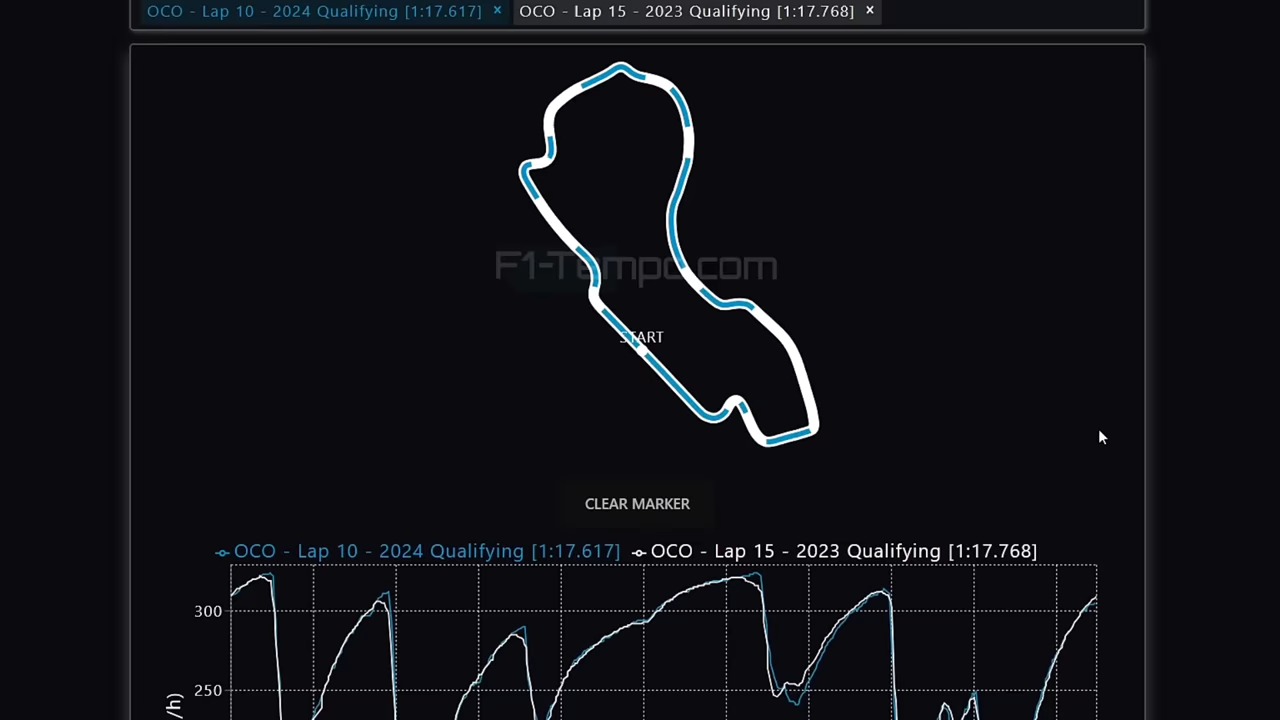 OCO - Lap 10 - 2024 Qualifying [1:17.617] × OCO - Lap 15 - 2023 Qualifying [1:17.768] ×
F1-Tempo.com
START
CLEAR MARKER
OCO - Lap 10 - 2024 Qualifying [1:17.617] OCO - Lap 15 - 2023 Qualifying [1:17.768]
300
250
/h)